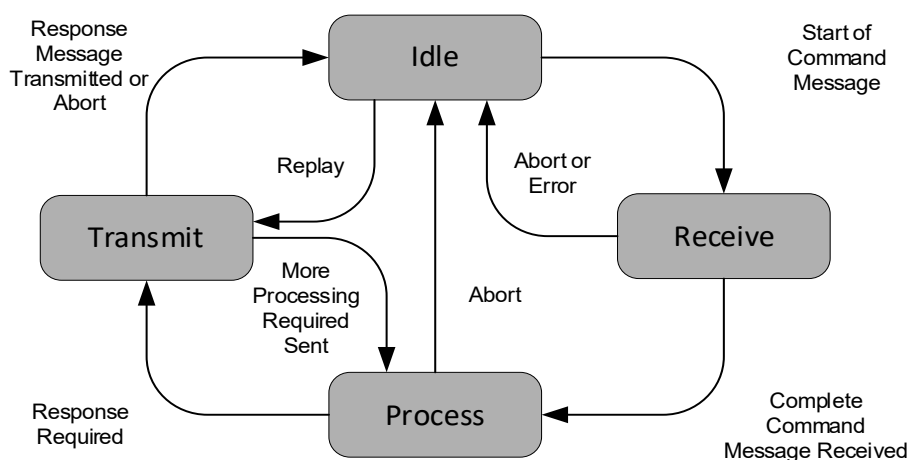 Response
Message
Transmitted or
Abort
Idle
Start of
Command
Message
Replay
Abort or
Error
Transmit
Receive
More
Processing
Required
Sent
Abort
Response
Required
Process
Complete
Command
Message Received